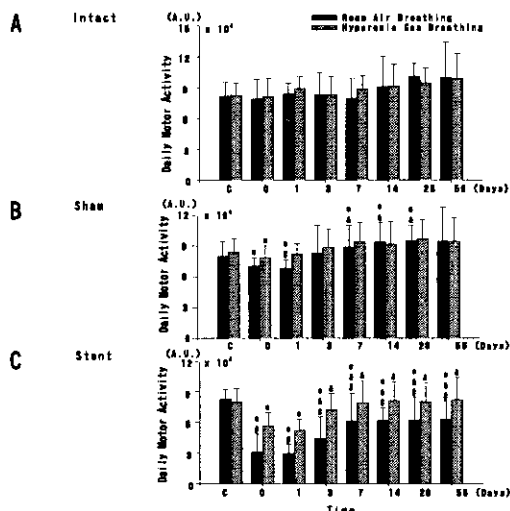 A Intact
(A.U.)
x 10⁴
Room Air Breathing
Hyperoxia Gas Breathing
15
12
9
6
3
0
Daily Motor Activity
C 0 1 3 7 14 28 56 (Days)
B Sham
(A.U.)
x 10⁴
12
9
6
3
0
Daily Motor Activity
C 0 1 3 7 14 28 56 (Days)
C Stent
(A.U.)
x 10⁴
12
9
6
3
0
Daily Motor Activity
C 0 1 3 7 14 28 56 (Days)
Time